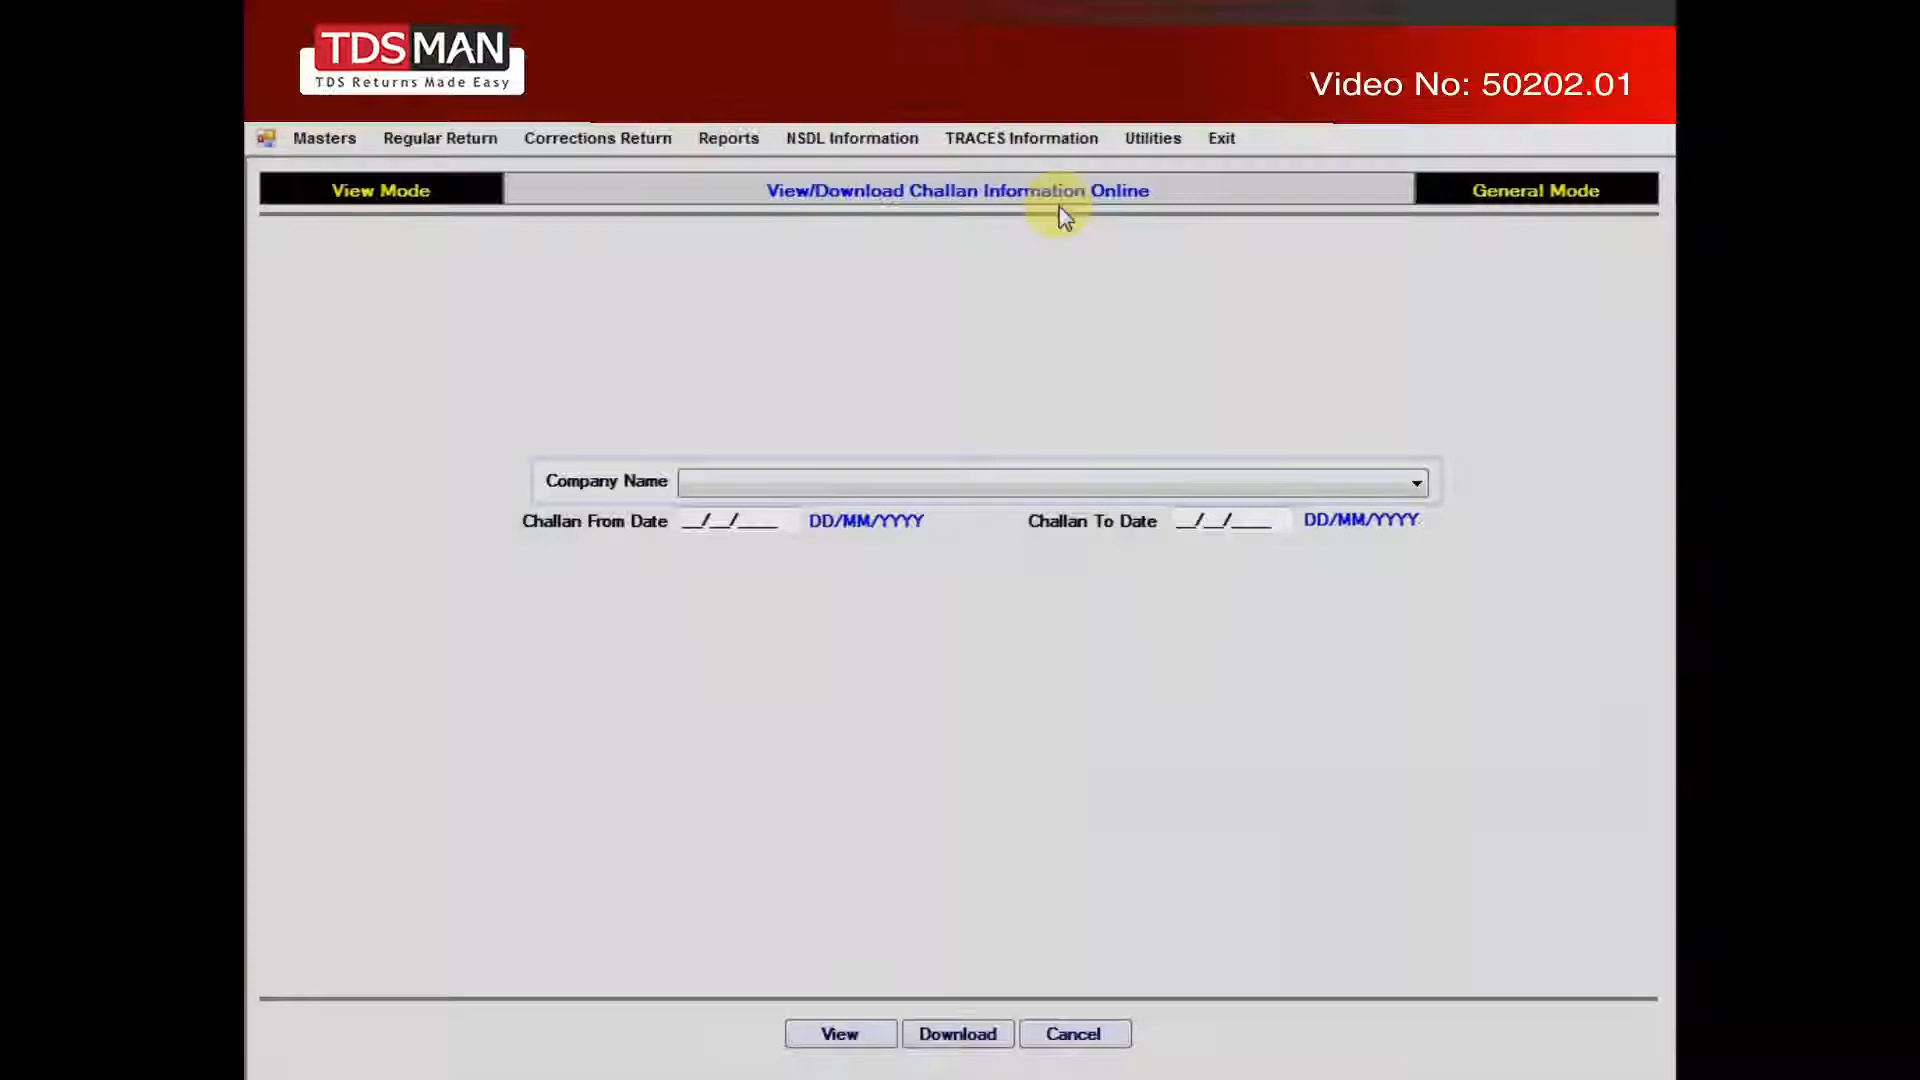 TDSMAN
TDS Returns Made Easy
Video No: 50202.01
Masters Regular Return Corrections Return Reports NSDL Information TRACES Information Utilities Exit
View Mode View/Download Challan Information Online General Mode
Company Name
Challan From Date __/__/____ DD/MM/YYYY Challan To Date __/__/____ DD/MM/YYYY
View Download Cancel